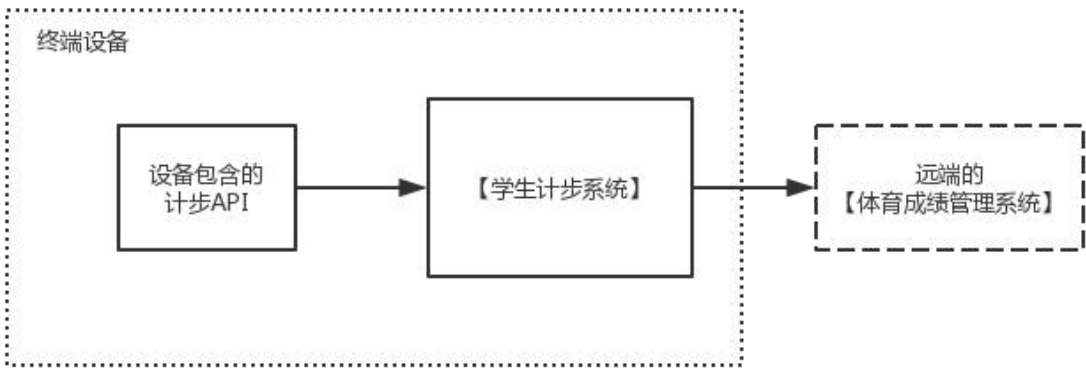 终端设备
设备包含的
计步API
【学生计步系统】
远端的
【体育成绩管理系统】